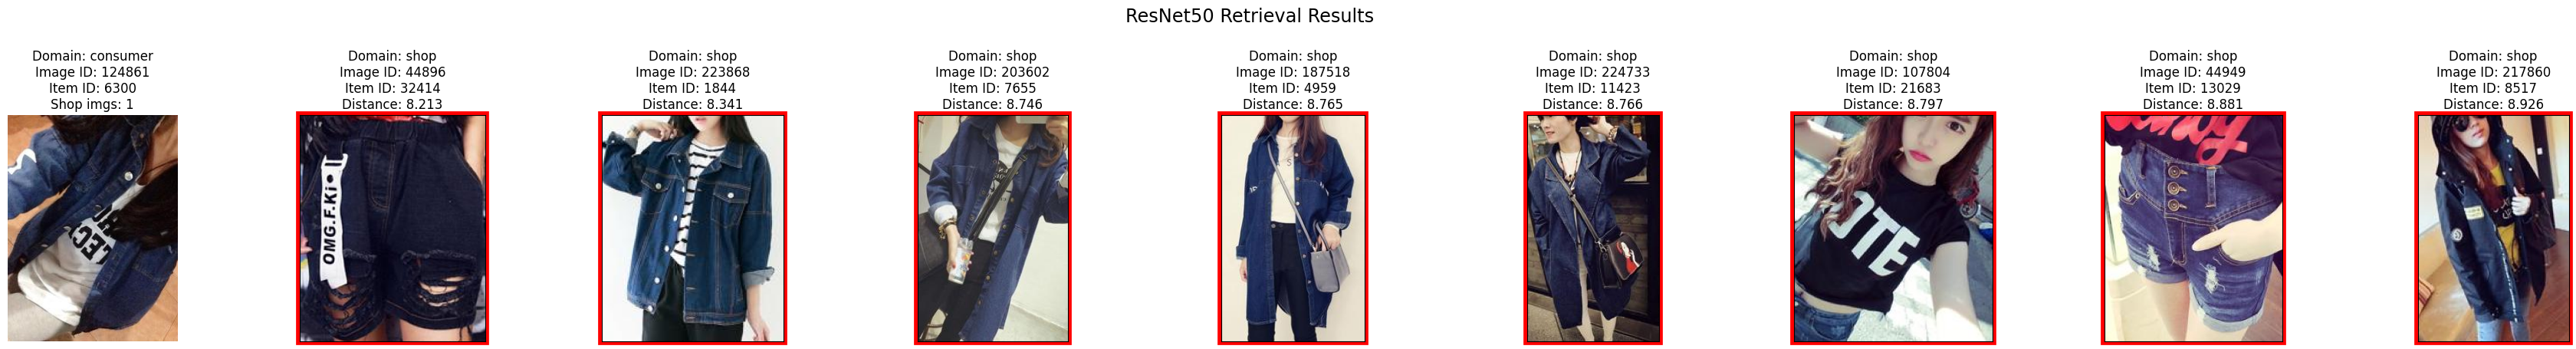 ResNet50 Retrieval Results
Domain: consumer
Image ID: 124861
Item ID: 6300
Shop imgs: 1
Domain: shop
Image ID: 44896
Item ID: 32414
Distance: 8.213
Domain: shop
Image ID: 223868
Item ID: 1844
Distance: 8.341
Domain: shop
Image ID: 203602
Item ID: 7655
Distance: 8.746
Domain: shop
Image ID: 187518
Item ID: 4959
Distance: 8.765
Domain: shop
Image ID: 224733
Item ID: 11423
Distance: 8.766
Domain: shop
Image ID: 107804
Item ID: 21683
Distance: 8.797
Domain: shop
Image ID: 44949
Item ID: 13029
Distance: 8.881
Domain: shop
Image ID: 217860
Item ID: 8517
Distance: 8.926
OMG.F.Ki
OTE